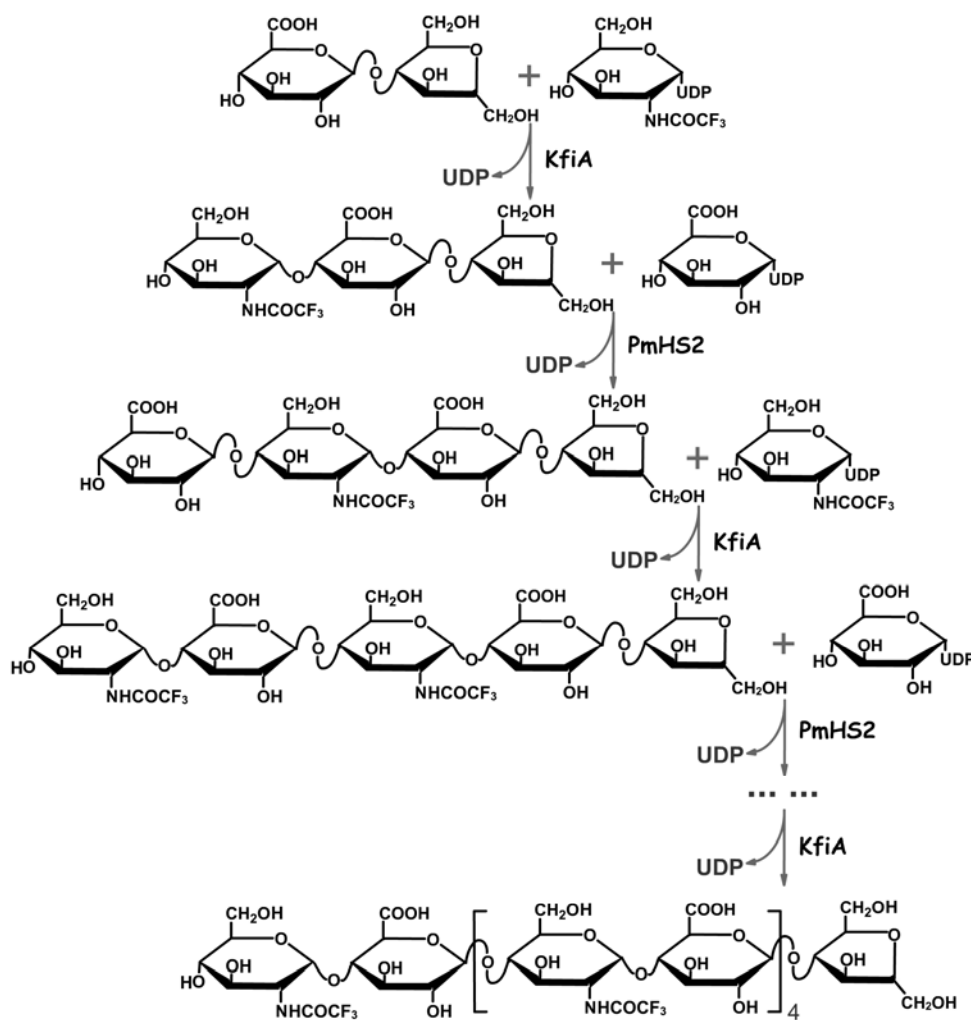 COOH CH₂OH CH₂OH
O O O
OH O OH + OH
HO HO UDP
OH CH₂OH NHCOCF₃
UDP KfiA
CH₂OH COOH CH₂OH COOH
O O O O
OH OH O OH + OH
HO O HO UDP
NHCOCF₃ OH CH₂OH OH
UDP PmHS2
COOH CH₂OH COOH CH₂OH CH₂OH
O O O O O
OH O OH OH O OH + OH
HO O HO UDP
OH NHCOCF₃ OH CH₂OH NHCOCF₃
UDP KfiA
CH₂OH COOH CH₂OH COOH CH₂OH COOH
O O O O O O
OH OH O OH OH O OH + OH
HO O O HO UDP
NHCOCF₃ OH NHCOCF₃ OH CH₂OH OH
UDP PmHS2
... ...
UDP KfiA
CH₂OH COOH CH₂OH COOH CH₂OH
O O O O O
OH OH O OH OH O OH
HO O O
NHCOCF₃ OH NHCOCF₃ OH 4 CH₂OH